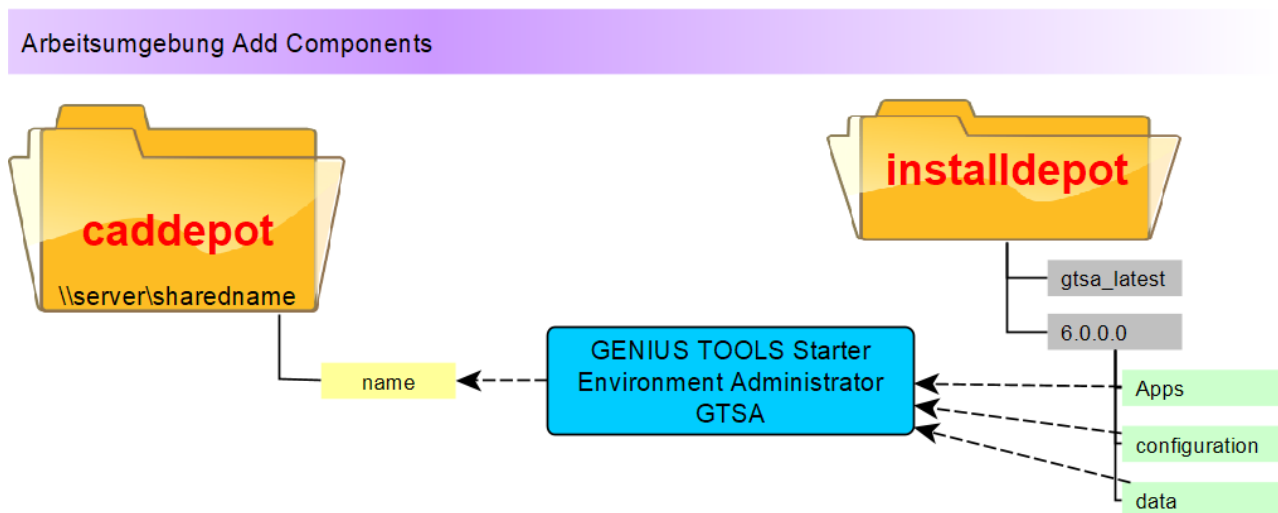 Arbeitsumgebung Add Components
caddepot
\\server\sharedname
name
GENIUS TOOLS Starter
Environment Administrator
GTSA
installdepot
gtsa_latest
6.0.0.0
Apps
configuration
data